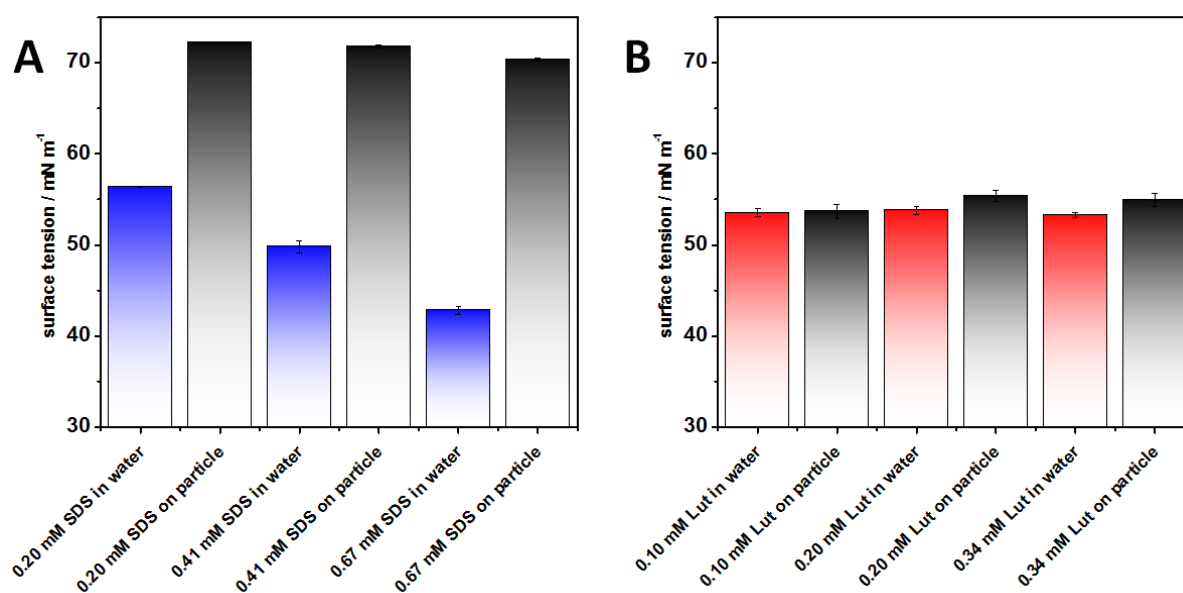 A
surface tension / mN m⁻¹
70
60
50
40
30
0.20 mM SDS in water
0.20 mM SDS on particle
0.41 mM SDS in water
0.41 mM SDS on particle
0.67 mM SDS in water
0.67 mM SDS on particle
B
surface tension / mN m⁻¹
70
60
50
40
30
0.10 mM Lut in water
0.10 mM Lut on particle
0.20 mM Lut in water
0.20 mM Lut on particle
0.34 mM Lut in water
0.34 mM Lut on particle